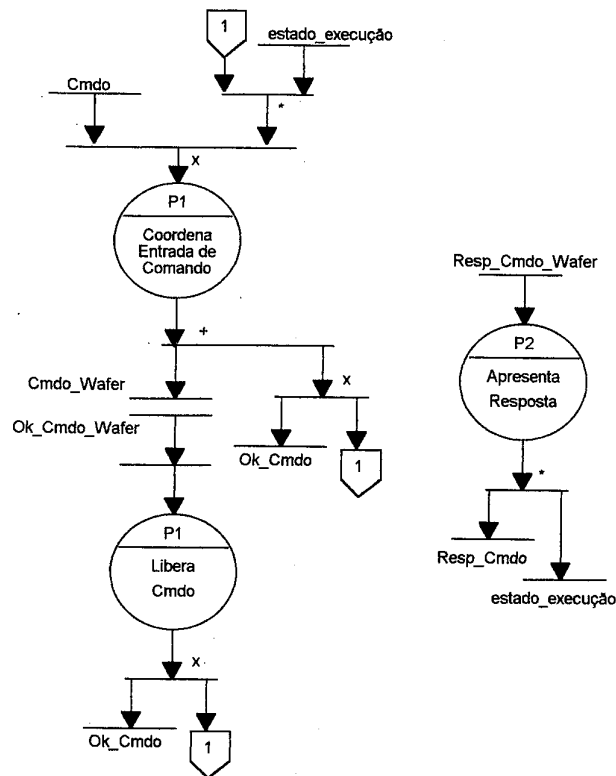 1
estado_execução
Cmdo
*
x
P1
Coordena
Entrada de
Comando
+
Cmdo_Wafer
x
Ok_Cmdo_Wafer
Ok_Cmdo
1
P1
Libera
Cmdo
x
Ok_Cmdo
1
Resp_Cmdo_Wafer
P2
Apresenta
Resposta
*
Resp_Cmdo
estado_execução